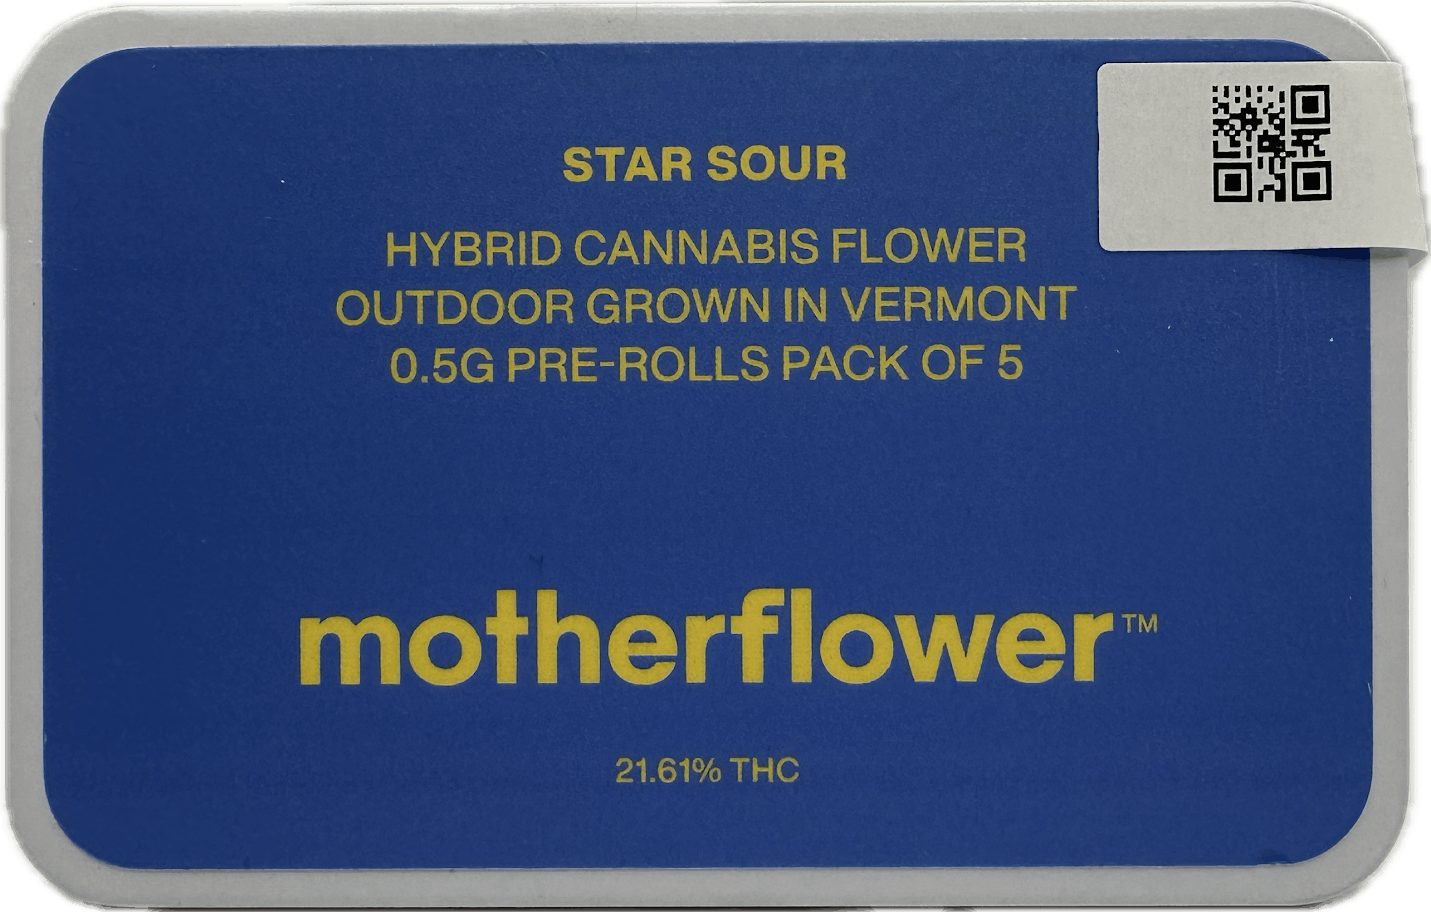 STAR SOUR
HYBRID CANNABIS FLOWER
OUTDOOR GROWN IN VERMONT
0.5G PRE-ROLLS PACK OF 5
motherflower™
21.61% THC